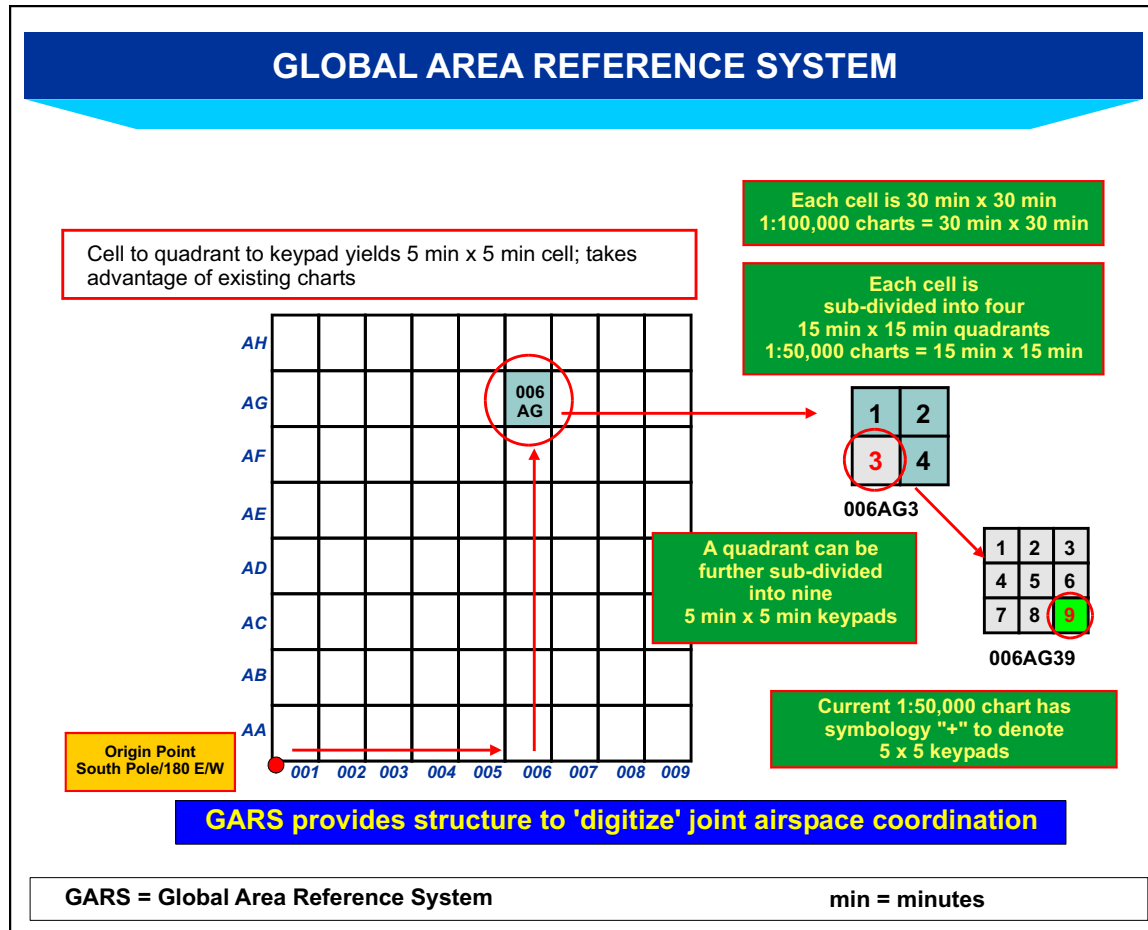 GLOBAL AREA REFERENCE SYSTEM
Each cell is 30 min x 30 min
1:100,000 charts = 30 min x 30 min
Cell to quadrant to keypad yields 5 min x 5 min cell; takes
advantage of existing charts
Each cell is
sub-divided into four
15 min x 15 min quadrants
1:50,000 charts = 15 min x 15 min
AH
AG
AF
AE
AD
AC
AB
AA
006
AG
1 2
3 4
006AG3
A quadrant can be
further sub-divided
into nine
5 min x 5 min keypads
1 2 3
4 5 6
7 8 9
006AG39
Current 1:50,000 chart has
symbology "+" to denote
5 x 5 keypads
Origin Point
South Pole/180 E/W
001 002 003 004 005 006 007 008 009
GARS provides structure to 'digitize' joint airspace coordination
GARS = Global Area Reference System min = minutes